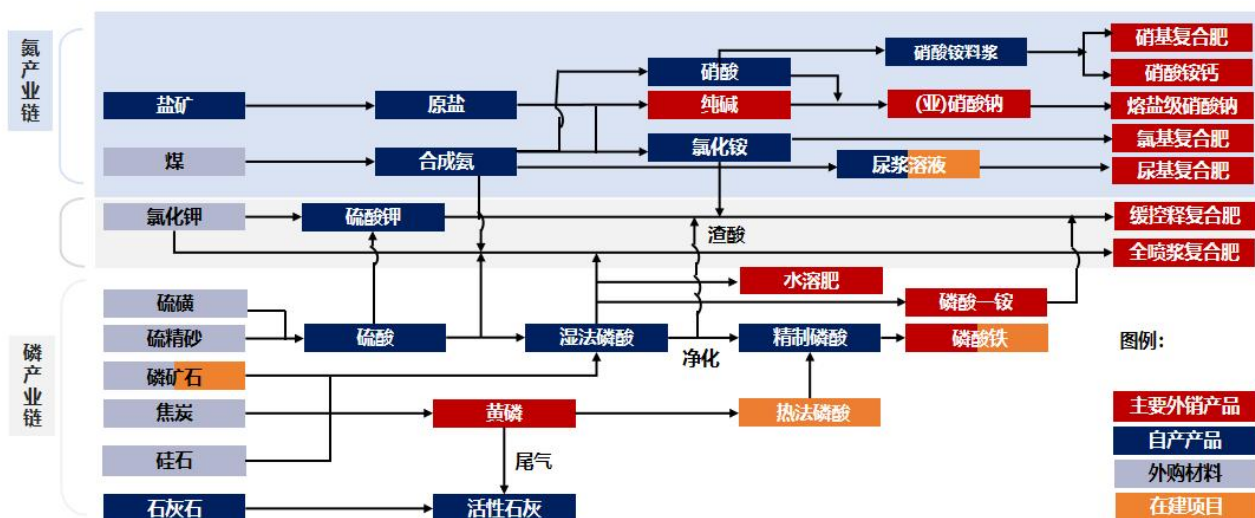 氮产业链
硝酸
硝酸铵料浆
硝基复合肥
硝酸铵钙
盐矿
原盐
纯碱
(亚)硝酸钠
熔盐级硝酸钠
煤
合成氨
氯化铵
尿浆溶液
氯基复合肥
尿基复合肥
氯化钾
硫酸钾
渣酸
缓控释复合肥
全喷浆复合肥
磷产业链
硫磺
水溶肥
磷酸一铵
硫精砂
硫酸
湿法磷酸
净化
精制磷酸
磷酸铁
磷矿石
焦炭
黄磷
热法磷酸
硅石
尾气
石灰石
活性石灰
图例:
主要外销产品
自产产品
外购材料
在建项目